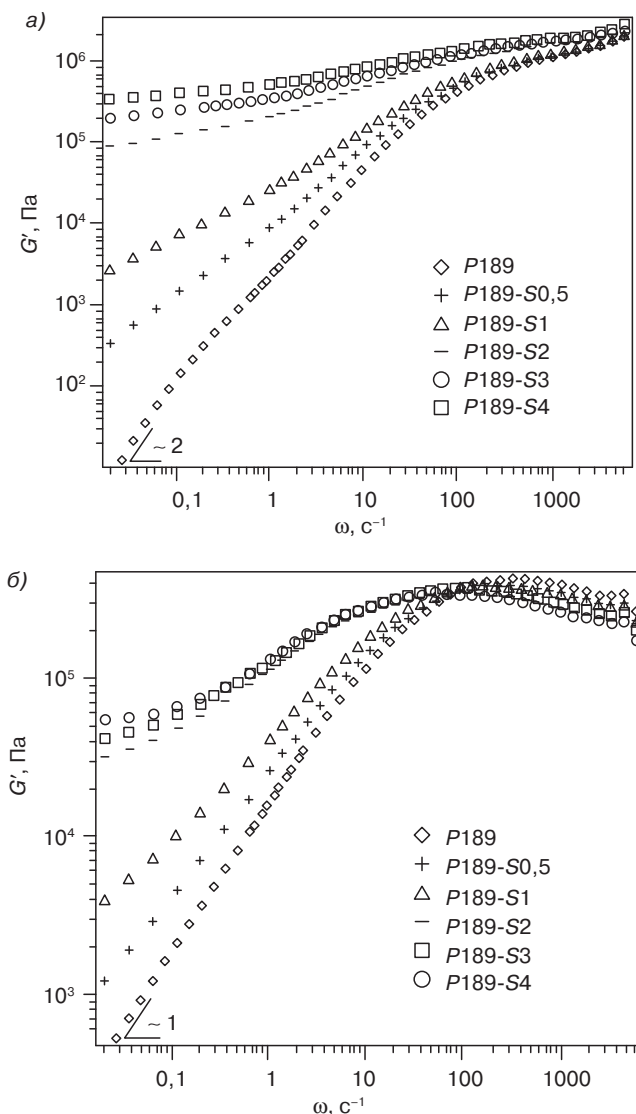 а)
10⁶
10⁵
10⁴
10³
10²
G′, Па
P189
P189-S0,5
P189-S1
P189-S2
P189-S3
P189-S4
~ 2
0,1 1 10 100 1000
ω, с⁻¹
б)
10⁵
10⁴
10³
G′, Па
P189
P189-S0,5
P189-S1
P189-S2
P189-S3
P189-S4
~ 1
0,1 1 10 100 1000
ω, с⁻¹